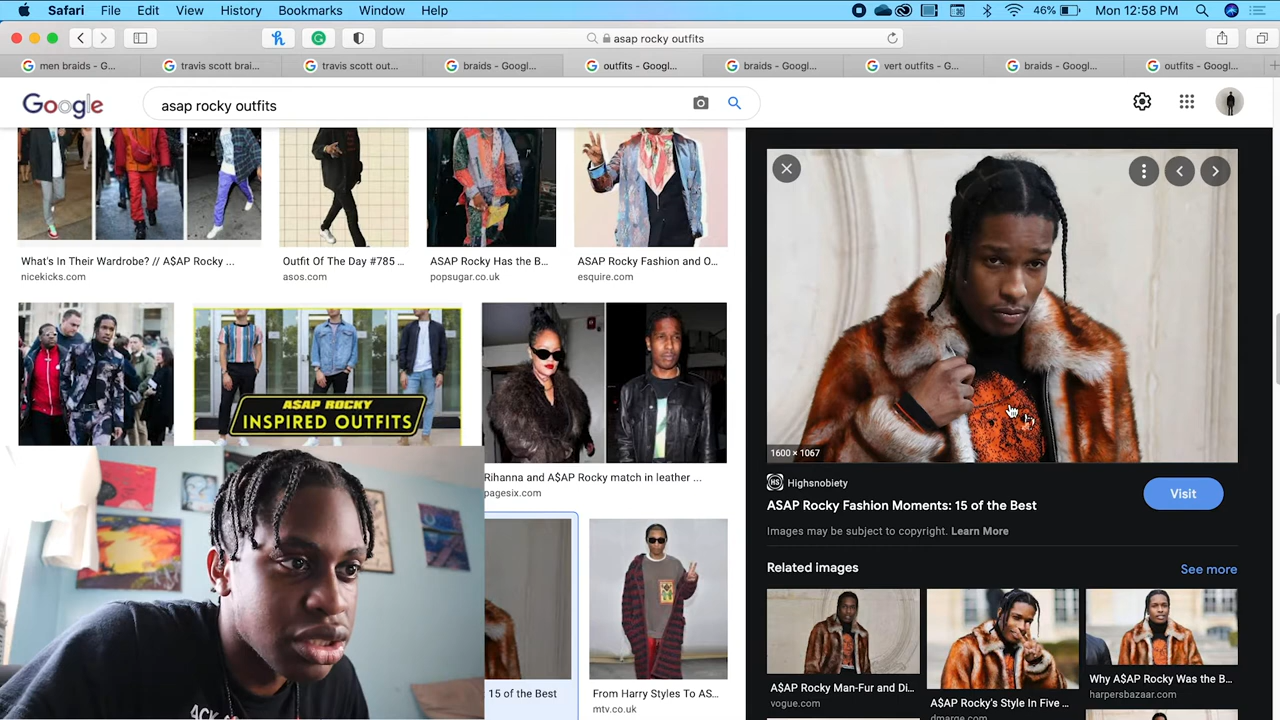 Safari File Edit View History Bookmarks Window Help 46% Mon 12:58 PM
asap rocky outfits
men braids - G... travis scott brai... travis scott out... braids - Googl... outfits - Googl... braids - Googl... vert outfits - G... braids - Googl... outfits - Googl...
Google asap rocky outfits
What's In Their Wardrobe? // A$AP Rocky ...
nicekicks.com
Outfit Of The Day #785 ...
asos.com
ASAP Rocky Has the B...
popsugar.co.uk
ASAP Rocky Fashion and O...
esquire.com
A$AP ROCKY
INSPIRED OUTFITS
Rihanna and A$AP Rocky match in leather ...
pagesix.com
15 of the Best
From Harry Styles To AS...
mtv.co.uk
1600 × 1067
HS Highsnobiety
ASAP Rocky Fashion Moments: 15 of the Best
Visit
Images may be subject to copyright. Learn More
Related images
See more
A$AP Rocky Man-Fur and Di...
vogue.com
A$AP Rocky's Style In Five ...
dmarge.com
Why A$AP Rocky Was the B...
harpersbazaar.com